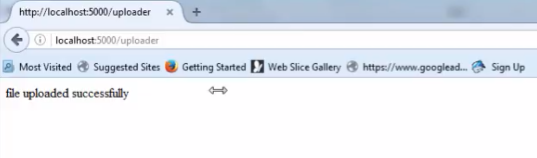 http://localhost:5000/uploader
localhost:5000/uploader
Most Visited Suggested Sites Getting Started Web Slice Gallery https://www.googlead... Sign Up
file uploaded successfully